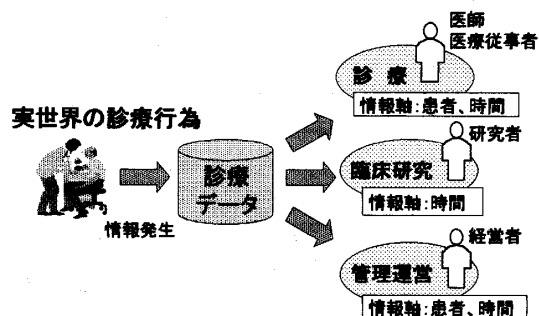 医師
医療従事者
診 療
情報軸:患者、時間
実世界の診療行為
研究者
診療
データ
臨床研究
情報軸:時間
情報発生
経営者
管理運営
情報軸:患者、時間